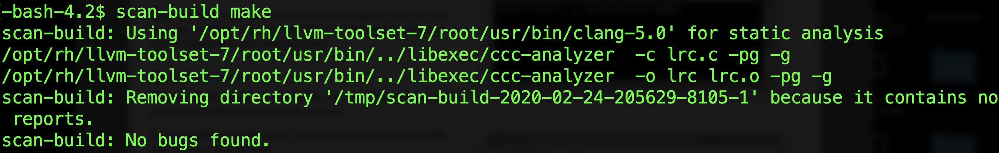 -bash-4.2$ scan-build make
scan-build: Using '/opt/rh/llvm-toolset-7/root/usr/bin/clang-5.0' for static analysis
/opt/rh/llvm-toolset-7/root/usr/bin/../libexec/ccc-analyzer  -c lrc.c -pg -g
/opt/rh/llvm-toolset-7/root/usr/bin/../libexec/ccc-analyzer  -o lrc lrc.o -pg -g
scan-build: Removing directory '/tmp/scan-build-2020-02-24-205629-8105-1' because it contains no
 reports.
scan-build: No bugs found.